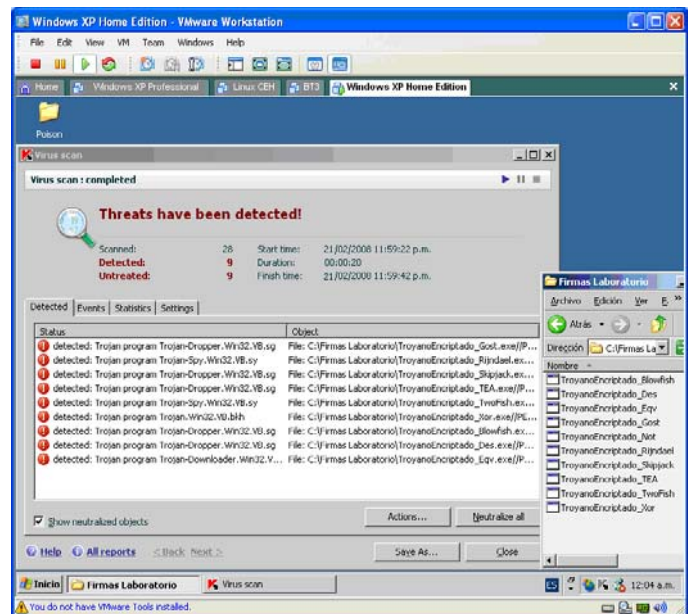 Windows XP Home Edition - VMware Workstation
File Edit View VM Team Windows Help
Home Windows XP Professional Linux CEH BT3 Windows XP Home Edition
Poison
Virus scan
Virus scan : completed
Threats have been detected!
Scanned: 28 Start time: 21/02/2008 11:59:22 p.m.
Detected: 9 Duration: 00:00:20
Untreated: 9 Finish time: 21/02/2008 11:59:42 p.m.
Detected Events Statistics Settings
Status Object
detected: Trojan program Trojan-Dropper.Win32.VB.sg File: C:\Firmas Laboratorio\TroyanoEncriptado_Gost.exe//P...
detected: Trojan program Trojan-Spy.Win32.VB.sy File: C:\Firmas Laboratorio\TroyanoEncriptado_Rijndael.ex...
detected: Trojan program Trojan-Dropper.Win32.VB.sg File: C:\Firmas Laboratorio\TroyanoEncriptado_Skipjack.ex...
detected: Trojan program Trojan-Dropper.Win32.VB.sg File: C:\Firmas Laboratorio\TroyanoEncriptado_TEA.exe//P...
detected: Trojan program Trojan-Spy.Win32.VB.sy File: C:\Firmas Laboratorio\TroyanoEncriptado_TwoFish.ex...
detected: Trojan program Trojan.Win32.VB.bkh File: C:\Firmas Laboratorio\TroyanoEncriptado_Xor.exe//PE...
detected: Trojan program Trojan-Dropper.Win32.VB.sg File: C:\Firmas Laboratorio\TroyanoEncriptado_Blowfish.ex...
detected: Trojan program Trojan-Dropper.Win32.VB.sg File: C:\Firmas Laboratorio\TroyanoEncriptado_Des.exe//P...
detected: Trojan program Trojan-Downloader.Win32.V... File: C:\Firmas Laboratorio\TroyanoEncriptado_Eqv.exe//P...
Show neutralized objects Actions... Neutralize all
Help All reports < Back Next > Save As... Close
Firmas Laboratorio
Archivo Edición Ver F »
Atrás
Dirección C:\Firmas La
Nombre
TroyanoEncriptado_Blowfish
TroyanoEncriptado_Des
TroyanoEncriptado_Eqv
TroyanoEncriptado_Gost
TroyanoEncriptado_Not
TroyanoEncriptado_Rijndael
TroyanoEncriptado_Skipjack
TroyanoEncriptado_TEA
TroyanoEncriptado_TwoFish
TroyanoEncriptado_Xor
Inicio Firmas Laboratorio Virus scan ES 12:04 a.m.
You do not have VMware Tools installed.